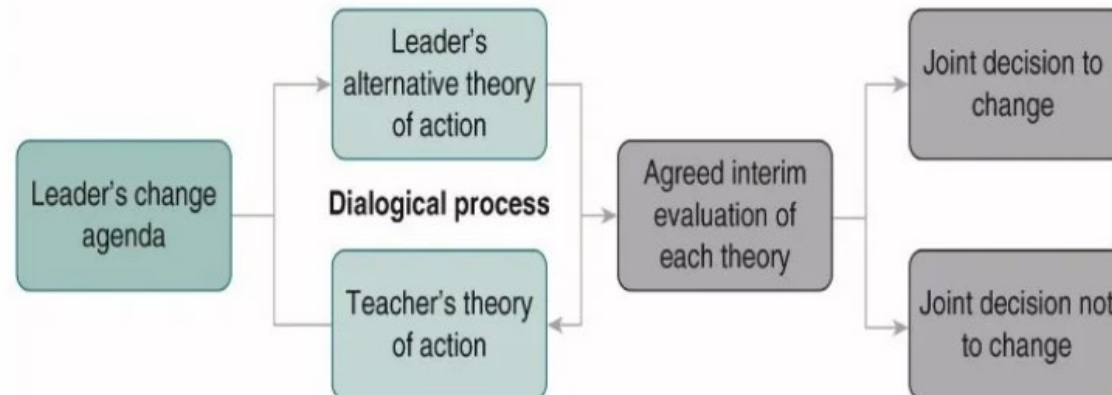 Leader's change
agenda
Leader's
alternative theory
of action
Dialogical process
Teacher's theory
of action
Agreed interim
evaluation of
each theory
Joint decision to
change
Joint decision not
to change